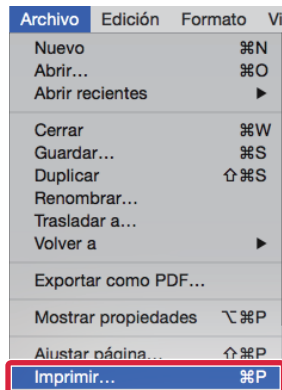 Archivo Edición Formato Vi
Nuevo ⌘N
Abrir... ⌘O
Abrir recientes ▶
Cerrar ⌘W
Guardar... ⌘S
Duplicar ⇧⌘S
Renombrar...
Trasladar a...
Volver a ▶
Exportar como PDF...
Mostrar propiedades ⌥⌘P
Ajustar página... ⇧⌘P
Imprimir... ⌘P